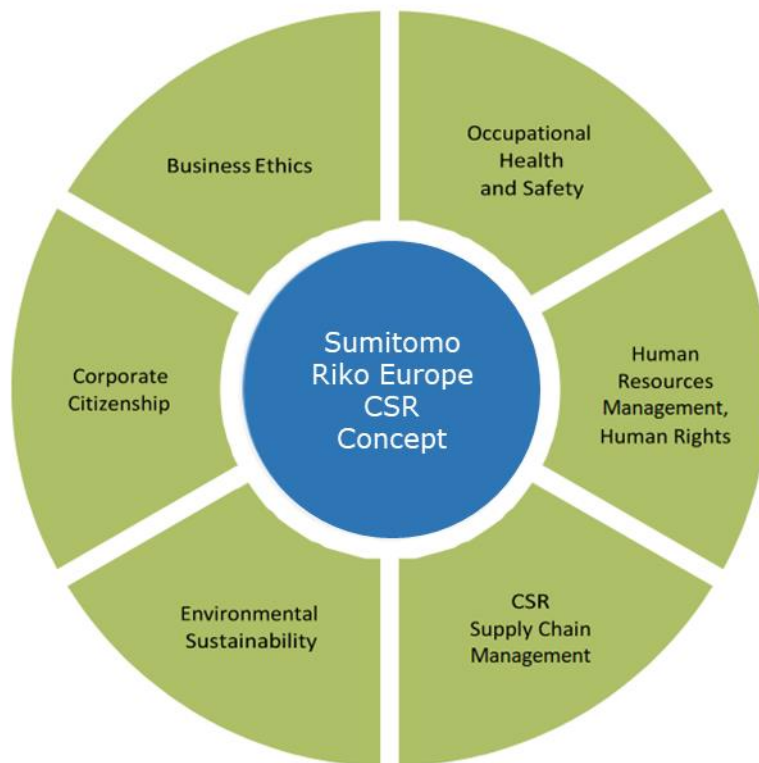 Business Ethics
Occupational
Health
and Safety
Sumitomo
Riko Europe
CSR
Concept
Corporate
Citizenship
Human
Resources
Management,
Human Rights
Environmental
Sustainability
CSR
Supply Chain
Management